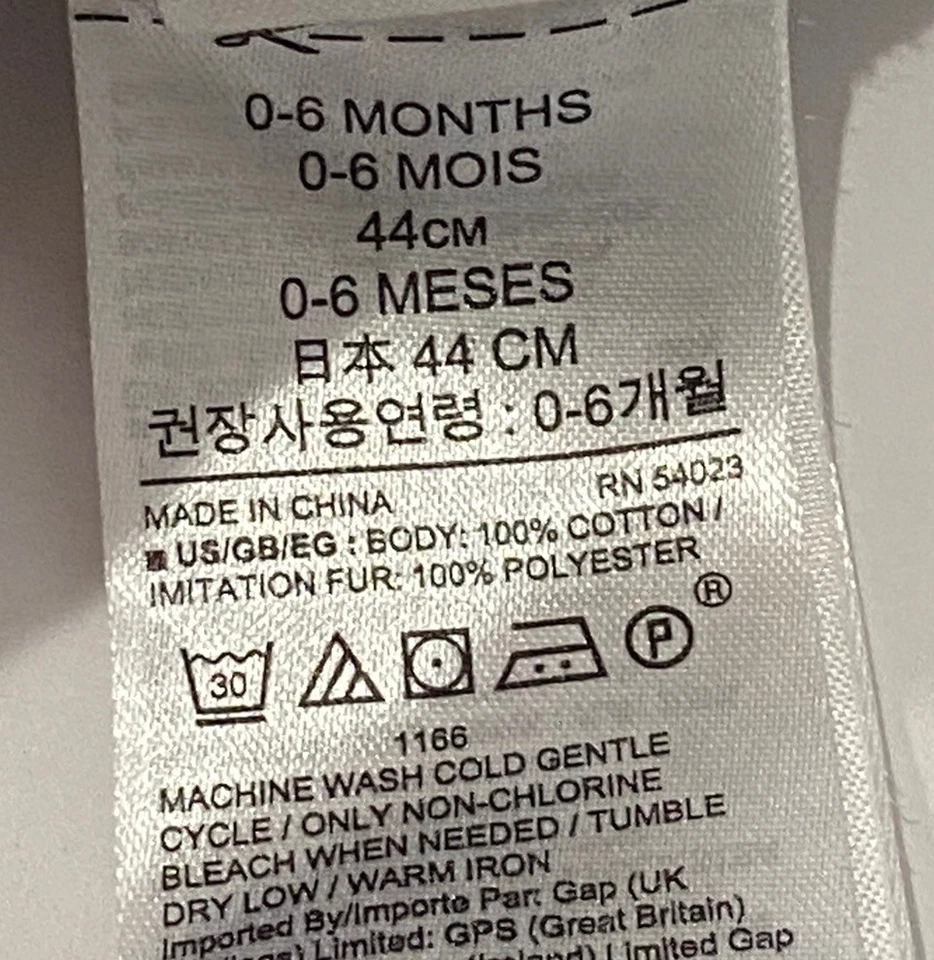 0-6 MONTHS
0-6 MOIS
44CM
0-6 MESES
日本 44 CM
권장사용연령 : 0-6개월
MADE IN CHINA RN 54023
US/GB/EG : BODY: 100% COTTON /
IMITATION FUR: 100% POLYESTER
30 P ®
1166
MACHINE WASH COLD GENTLE
CYCLE / ONLY NON-CHLORINE
BLEACH WHEN NEEDED / TUMBLE
DRY LOW / WARM IRON
Imported By/Importe Par: Gap (UK
Limited: GPS (Great Britain)
Limited Gap